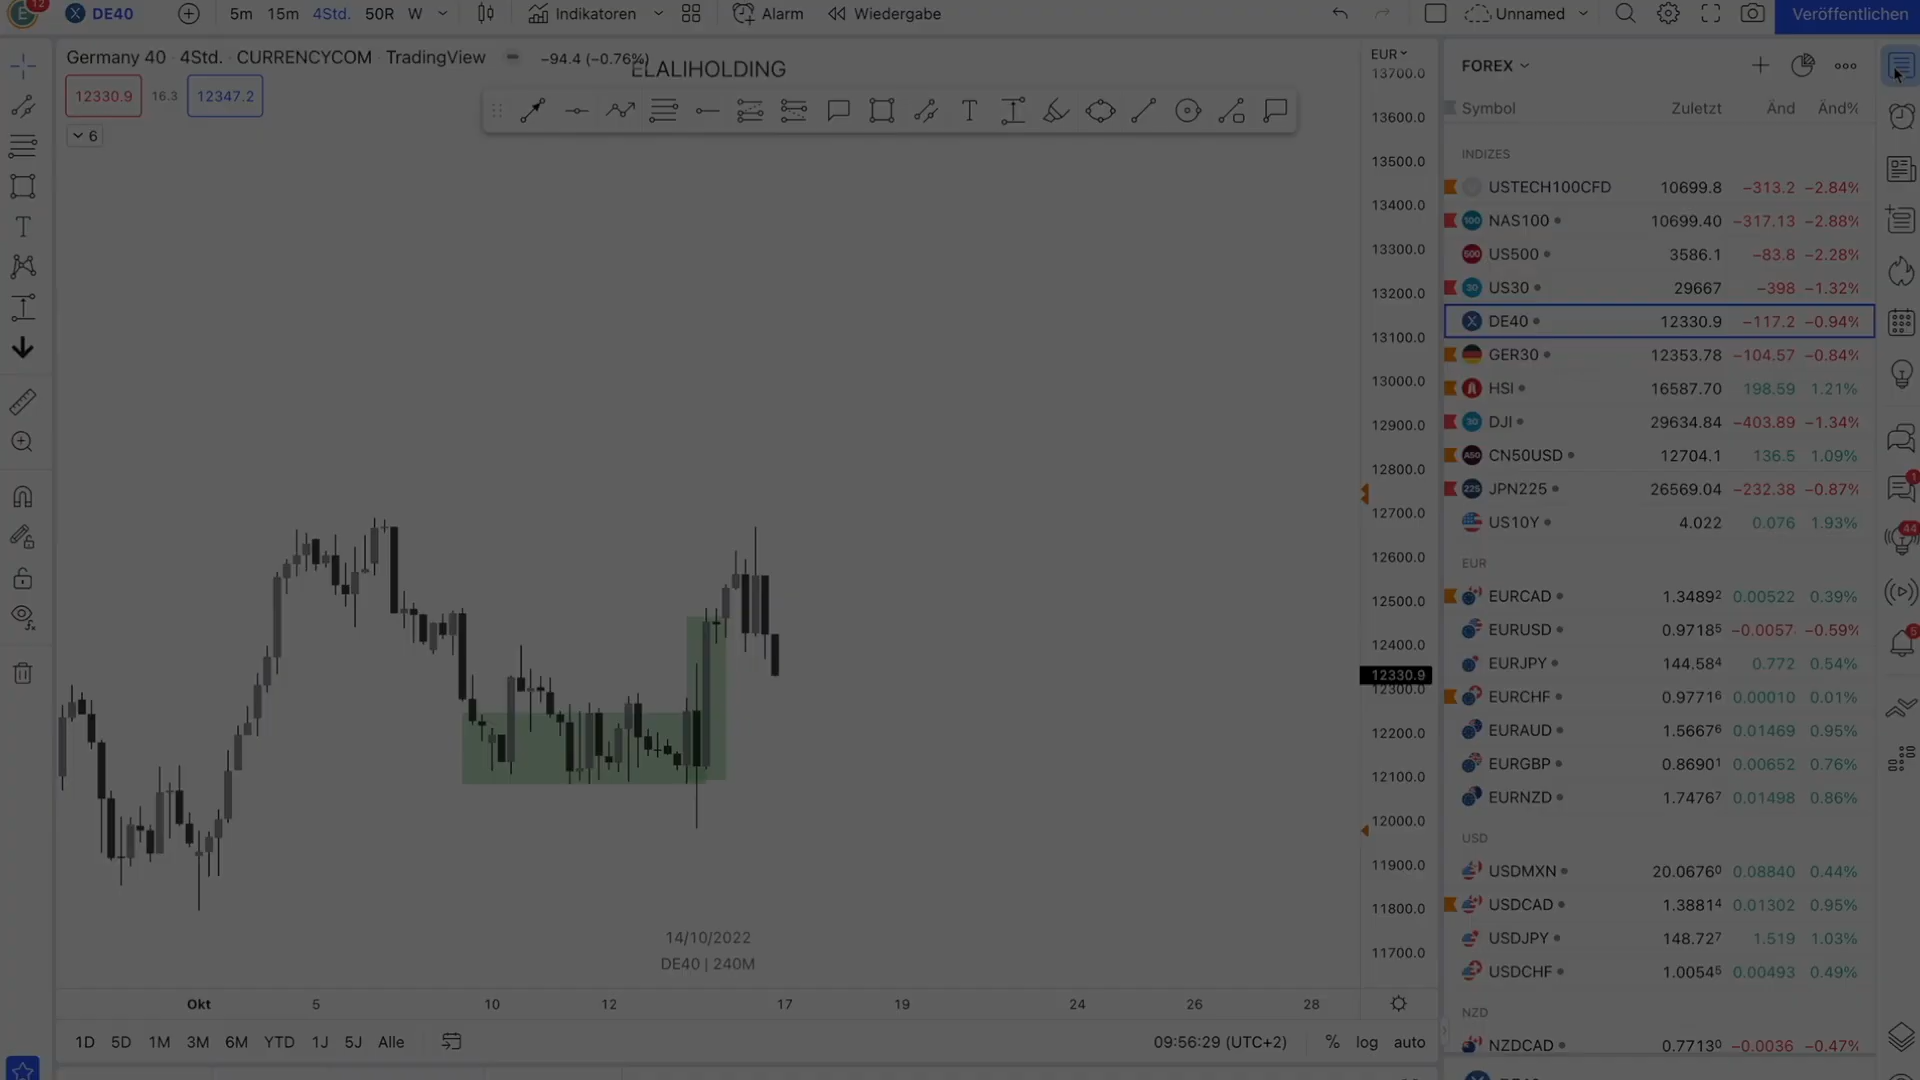 12
DE40
5m 15m 4Std. 50R W
Indikatoren
Alarm
Wiedergabe
Unnamed
Veröffentlichen
Germany 40 · 4Std. · CURRENCYCOM · TradingView
−94.4 (−0.76%)
ELALIHOLDING
12330.9
16.3
12347.2
6
EUR
13700.0
13600.0
13500.0
13400.0
13300.0
13200.0
13100.0
13000.0
12900.0
12800.0
12700.0
12600.0
12500.0
12400.0
12330.9
12300.0
12200.0
12100.0
12000.0
11900.0
11800.0
11700.0
14/10/2022
DE40 | 240M
Okt 5 10 12 17 19 24 26 28
1D 5D 1M 3M 6M YTD 1J 5J Alle
09:56:29 (UTC+2) % log auto
FOREX
Symbol Zuletzt Änd Änd%
INDIZES
USTECH100CFD 10699.8 −313.2 −2.84%
NAS100 10699.40 −317.13 −2.88%
US500 3586.1 −83.8 −2.28%
US30 29667 −398 −1.32%
DE40 12330.9 −117.2 −0.94%
GER30 12353.78 −104.57 −0.84%
HSI 16587.70 198.59 1.21%
DJI 29634.84 −403.89 −1.34%
CN50USD 12704.1 136.5 1.09%
JPN225 26569.04 −232.38 −0.87%
US10Y 4.022 0.076 1.93%
EUR
EURCAD 1.34892 0.00522 0.39%
EURUSD 0.97185 −0.0057 −0.59%
EURJPY 144.584 0.772 0.54%
EURCHF 0.97716 0.00010 0.01%
EURAUD 1.56676 0.01469 0.95%
EURGBP 0.86901 0.00652 0.76%
EURNZD 1.74767 0.01498 0.86%
USD
USDMXN 20.06760 0.08840 0.44%
USDCAD 1.38814 0.01302 0.95%
USDJPY 148.727 1.519 1.03%
USDCHF 1.00545 0.00493 0.49%
NZD
NZDCAD 0.77130 −0.0036 −0.47%
1
44
5